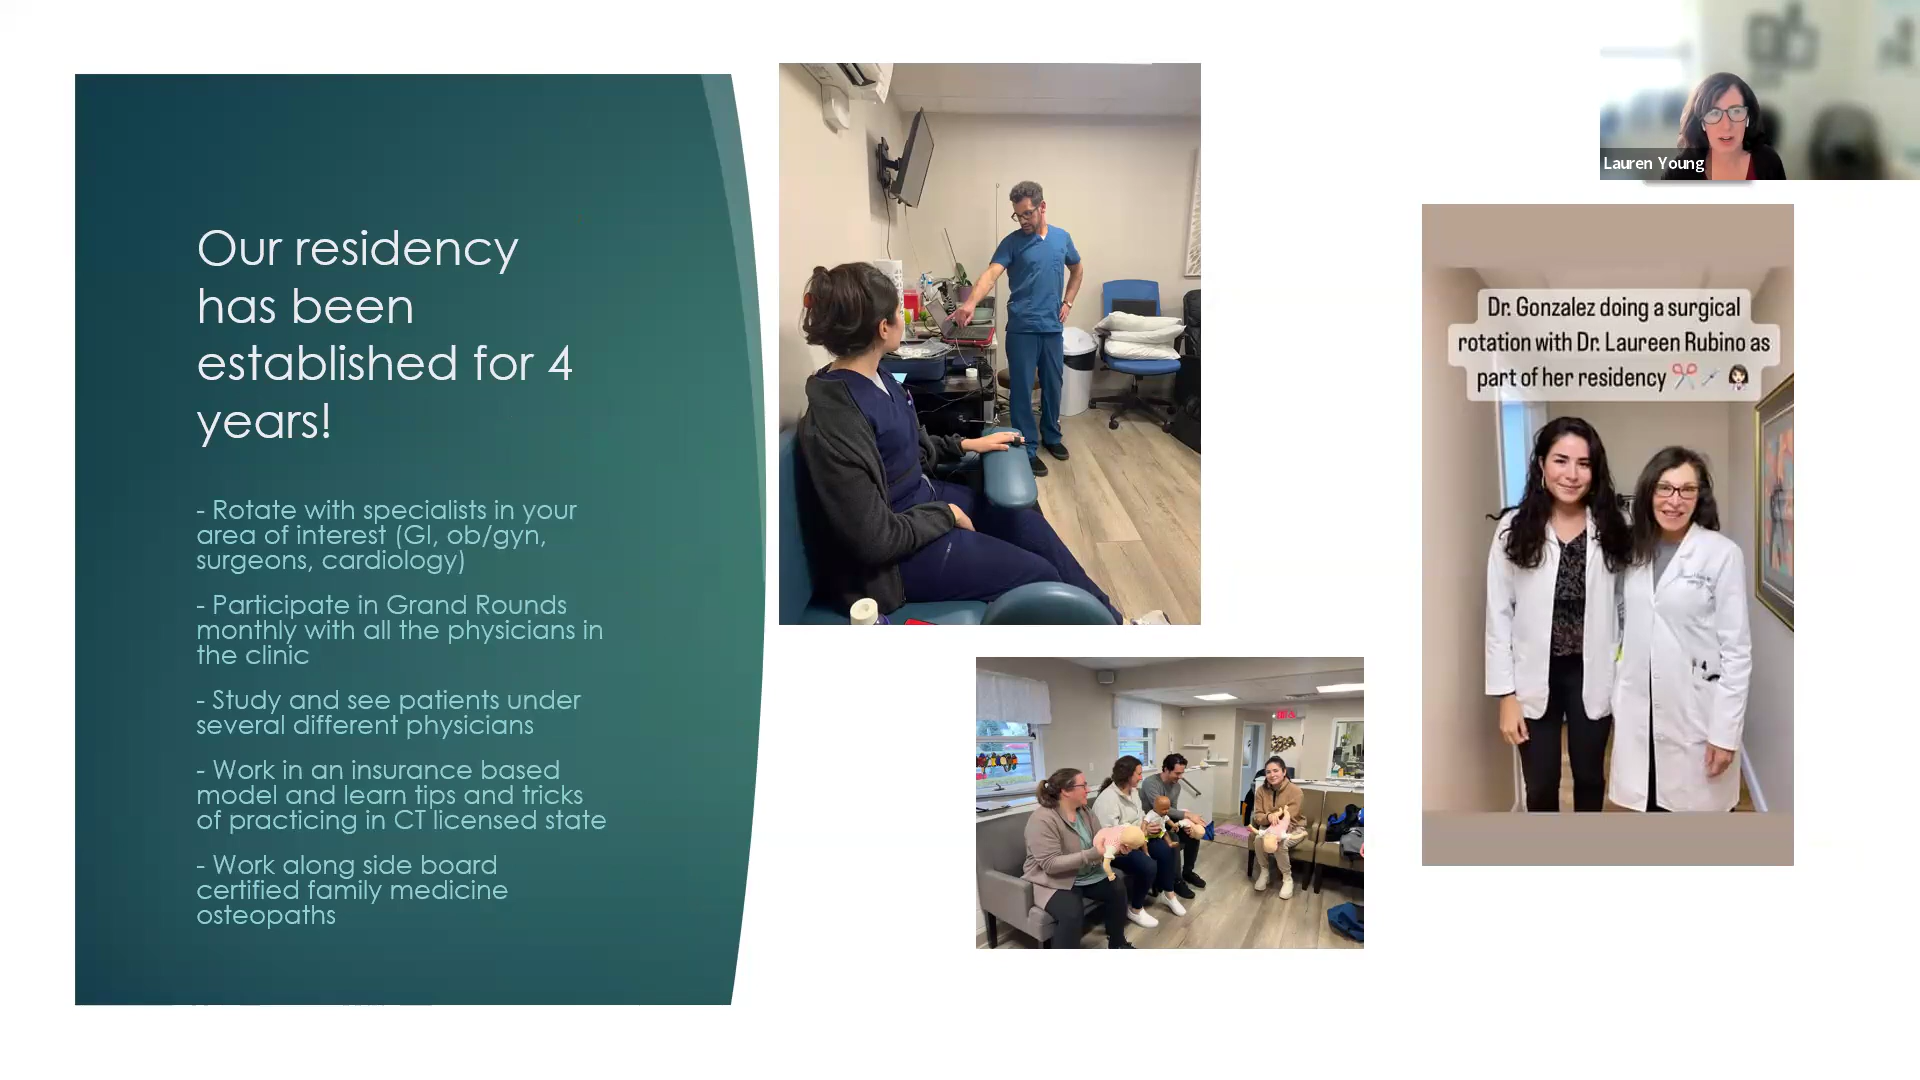 Our residency
has been
established for 4
years!
- Rotate with specialists in your
area of interest (GI, ob/gyn,
surgeons, cardiology)
- Participate in Grand Rounds
monthly with all the physicians in
the clinic
- Study and see patients under
several different physicians
- Work in an insurance based
model and learn tips and tricks
of practicing in CT licensed state
- Work along side board
certified family medicine
osteopaths
Lauren Young
Dr. Gonzalez doing a surgical
rotation with Dr. Laureen Rubino as
part of her residency ✂️💉👩🏻‍⚕️